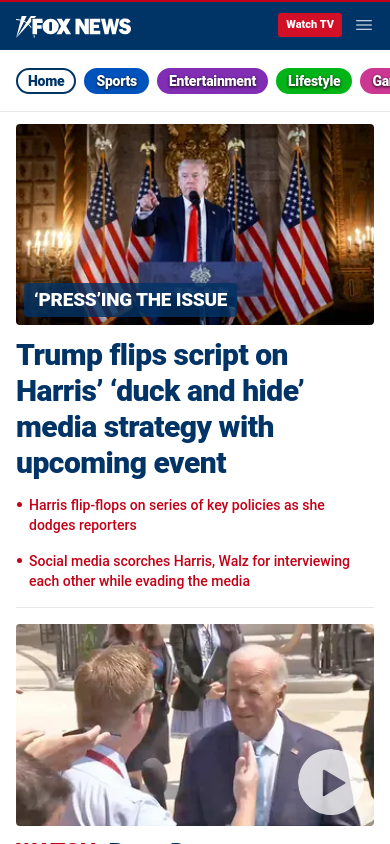 FOX NEWS
Watch TV
Home
Sports
Entertainment
Lifestyle
‘PRESS’ING THE ISSUE
Trump flips script on
Harris’ ‘duck and hide’
media strategy with
upcoming event
• Harris flip-flops on series of key policies as she
dodges reporters
• Social media scorches Harris, Walz for interviewing
each other while evading the media